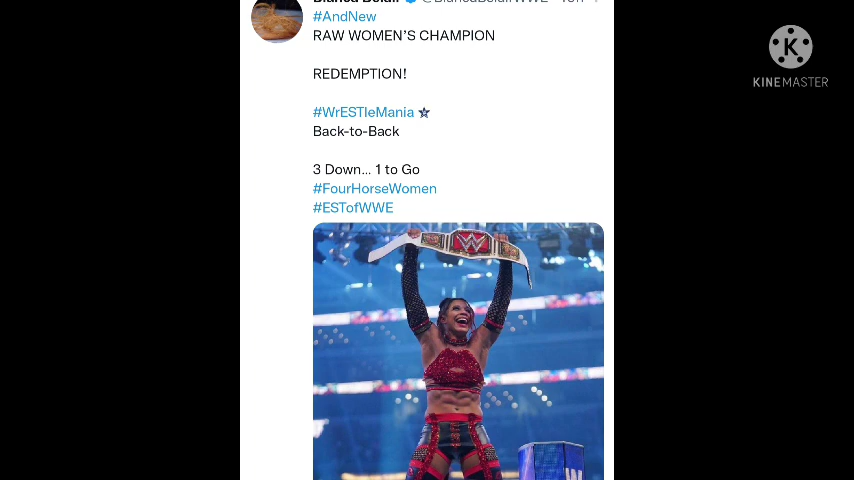 #AndNew
RAW WOMEN'S CHAMPION
REDEMPTION!
#WrESTleMania
Back-to-Back
3 Down... 1 to Go
#FourHorseWomen
#ESTofWWE
KINEMASTER